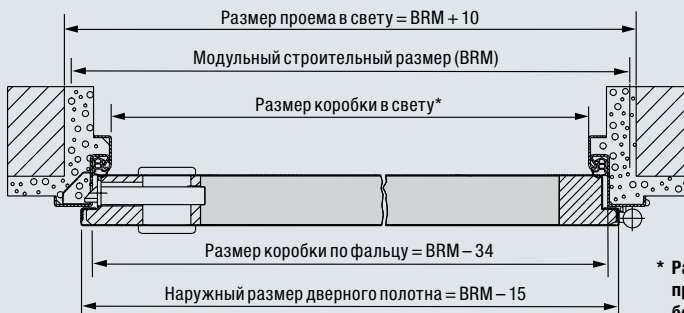 Размер проема в свету = BRM + 10
Модульный строительный размер (BRM)
Размер коробки в свету*
Размер коробки по фальцу = BRM – 34
Наружный размер дверного полотна = BRM – 15
*